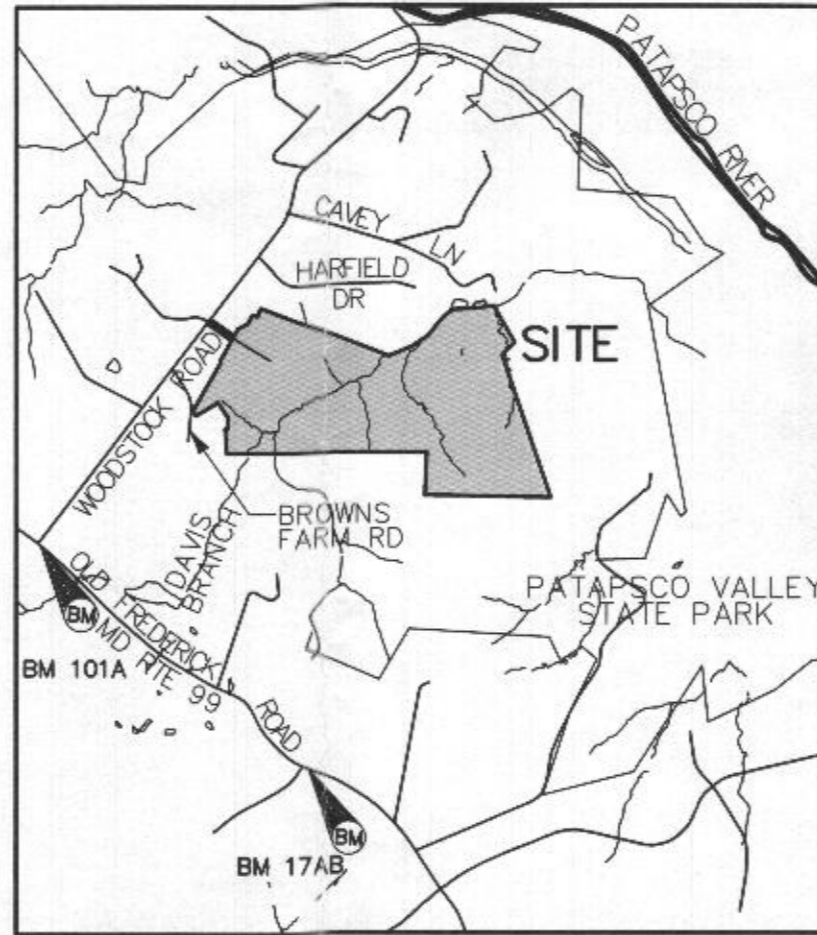 PATAPSCO RIVER
CAVEY LN
HARFIELD
DR
SITE
WOODSTOCK ROAD
BROWNS
FARM RD
DAVIS
BRANCH
PATAPSCO VALLEY
STATE PARK
OLD FREDERICK ROAD
MD RTE 99
BM
BM 101A
BM
BM 17AB